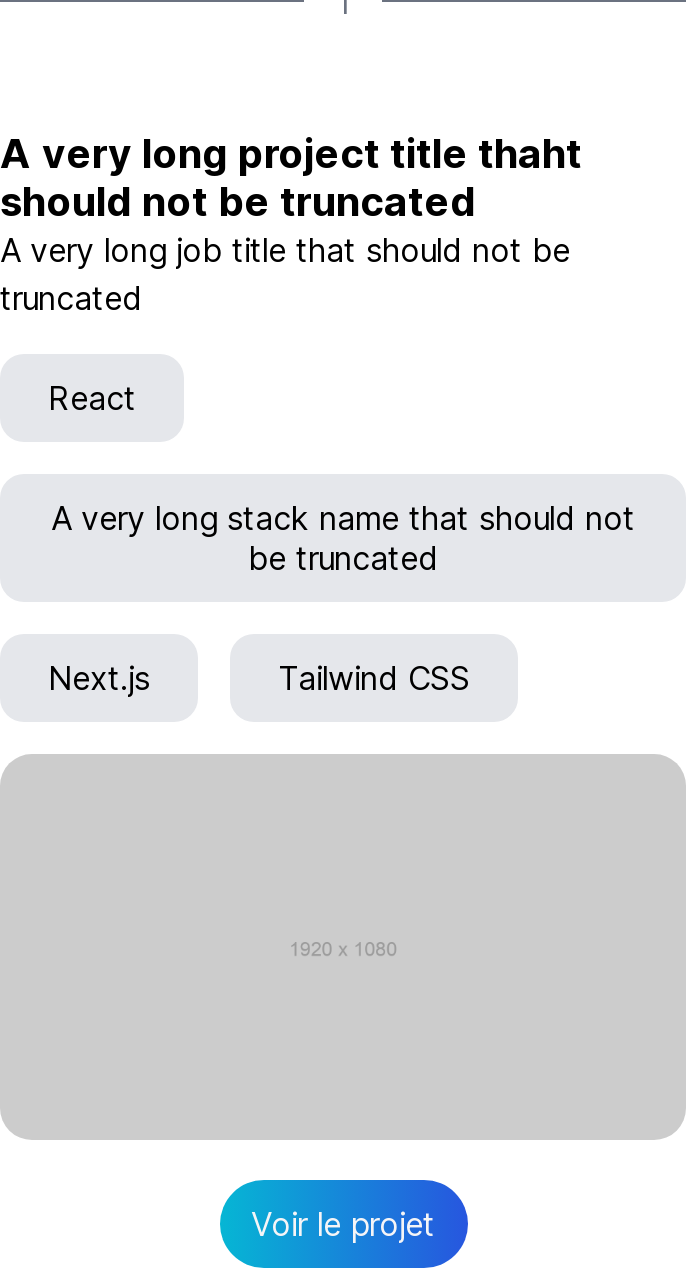 A very long project title thaht
should not be truncated
A very long job title that should not be
truncated
React
A very long stack name that should not
be truncated
Next.js
Tailwind CSS
1920 x 1080
Voir le projet